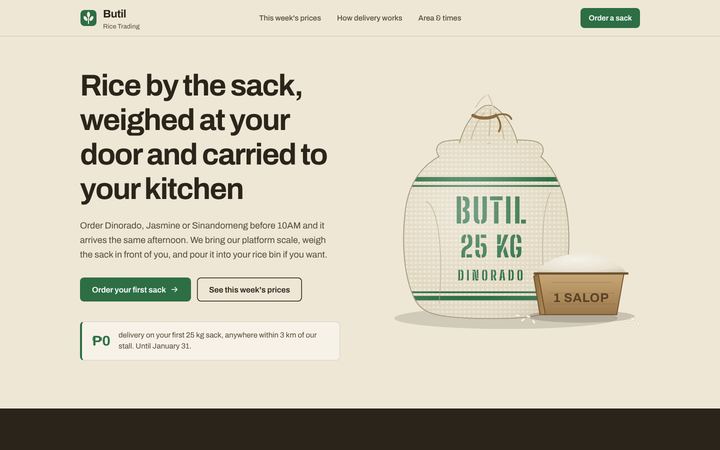 Butil
Rice Trading
This week's prices
How delivery works
Area & times
Order a sack
Rice by the sack,
weighed at your
door and carried to
your kitchen
Order Dinorado, Jasmine or Sinandomeng before 10AM and it
arrives the same afternoon. We bring our platform scale, weigh
the sack in front of you, and pour it into your rice bin if you want.
Order your first sack →
See this week's prices
₱0
delivery on your first 25 kg sack, anywhere within 3 km of our
stall. Until January 31.
BUTIL
25 KG
DINORADO
1 SALOP